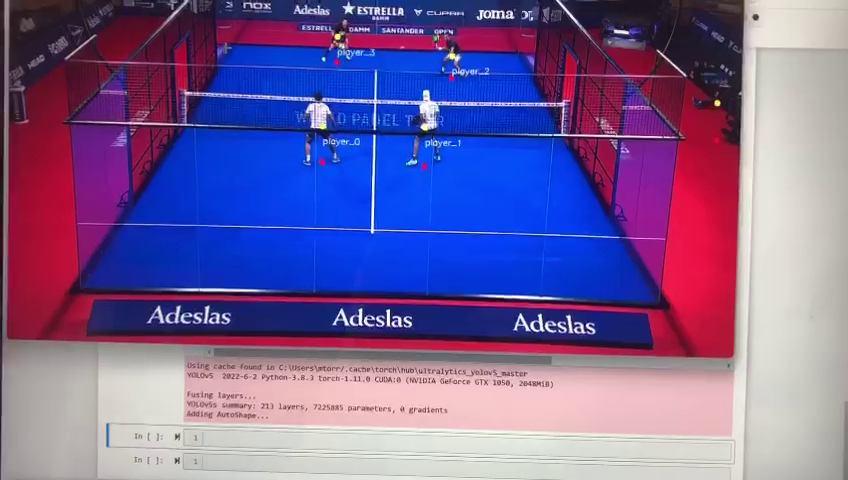 nox
Adeslas
ESTRELLA
DAMM
CUPRA
Joma
ESTRELLA DAMM SANTANDER OPEN
player_3
player_2
WORLD PADEL TOUR
player_0
player_1
Adeslas
Adeslas
Adeslas
Using cache found in C:\Users\mtorr/.cache\torch\hub\ultralytics_yolov5_master
YOLOv5 2022-6-2 Python-3.8.3 torch-1.11.0 CUDA:0 (NVIDIA GeForce GTX 1050, 2048MiB)
Fusing layers...
YOLOv5s summary: 213 layers, 7225885 parameters, 0 gradients
Adding AutoShape...
In [ ]:
1
In [ ]:
1